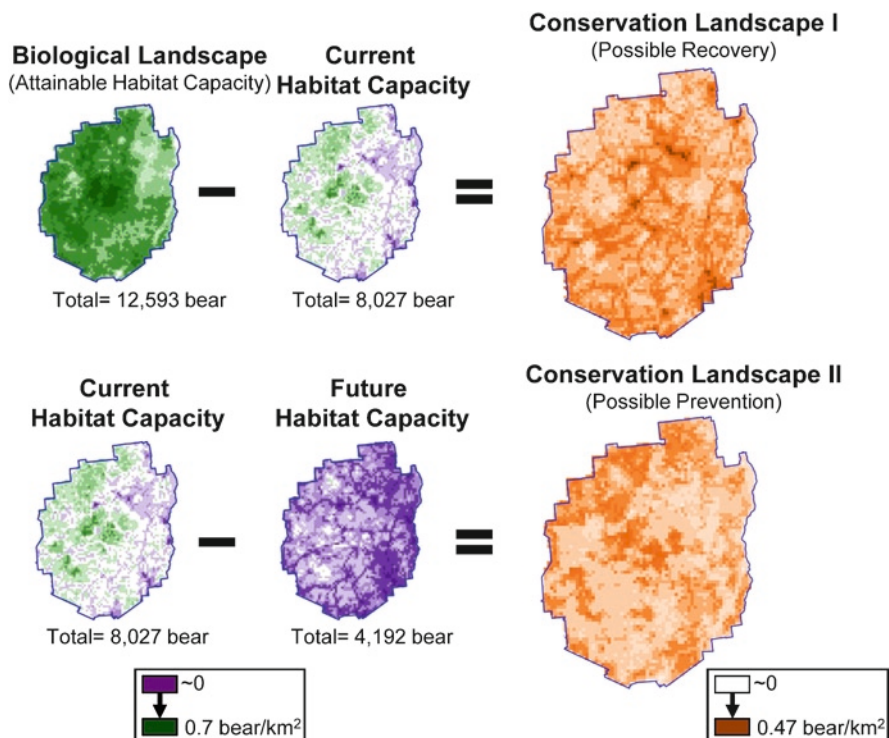 Biological Landscape
(Attainable Habitat Capacity)
Current
Habitat Capacity
Conservation Landscape I
(Possible Recovery)
Total= 12,593 bear
Total= 8,027 bear
Current
Habitat Capacity
Future
Habitat Capacity
Conservation Landscape II
(Possible Prevention)
Total= 8,027 bear
Total= 4,192 bear
~0
0.7 bear/km²
~0
0.47 bear/km²